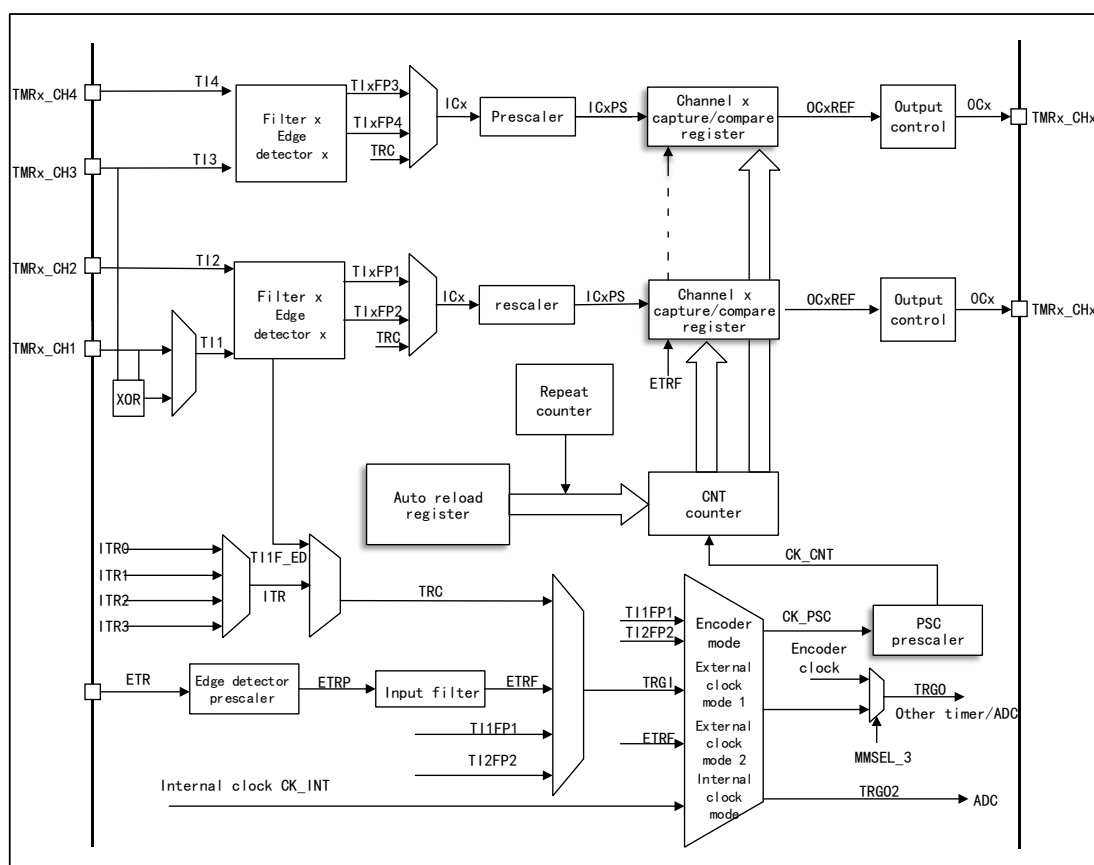 TMRx_CH4
TI4
TIxFP3
ICx
ICxPS
OCxREF
OCx
TMRx_CHx
Filter x
Edge
detector x
TIxFP4
TRC
Prescaler
Channel x
capture/compare
register
Output
control
TMRx_CH3
TI3
TMRx_CH2
TI2
TIxFP1
ICx
ICxPS
OCxREF
OCx
TMRx_CHx
Filter x
Edge
detector x
TIxFP2
TRC
rescaler
Channel x
capture/compare
register
Output
control
TMRx_CH1
TI1
XOR
ETRF
Repeat
counter
Auto reload
register
CNT
counter
ITR0
ITR1
ITR2
ITR3
TI1F_ED
ITR
TRC
CK_CNT
TI1FP1
TI2FP2
Encoder
mode
CK_PSC
PSC
prescaler
Encoder
clock
ETR
Edge detector
prescaler
ETRP
Input filter
ETRF
TRGI
External
clock
mode 1
TRGO
Other timer/ADC
TI1FP1
TI2FP2
ETRF
External
clock
mode 2
MMSEL_3
Internal clock CK_INT
Internal
clock
mode
TRGO2
ADC